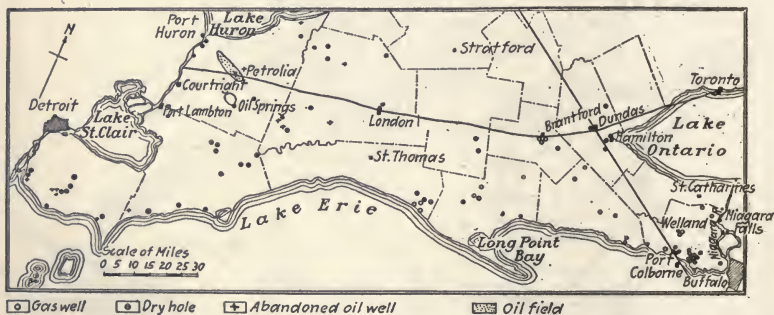 Port
Huron
Lake
Huron
N
Petrolia
Stratford
Toronto
Courtright
Detroit
Lake
St. Clair
Port Lambton
Oil Springs
London
Brantford
Dundas
Hamilton
Lake
Ontario
St. Thomas
St. Catharines
Lake Erie
Welland
Niagara
Niagara
Falls
Long Point
Bay
Port
Colborne
Buffalo
Scale of Miles
0 5 10 15 20 25 30
Gas well
Dry hole
Abandoned oil well
Oil field